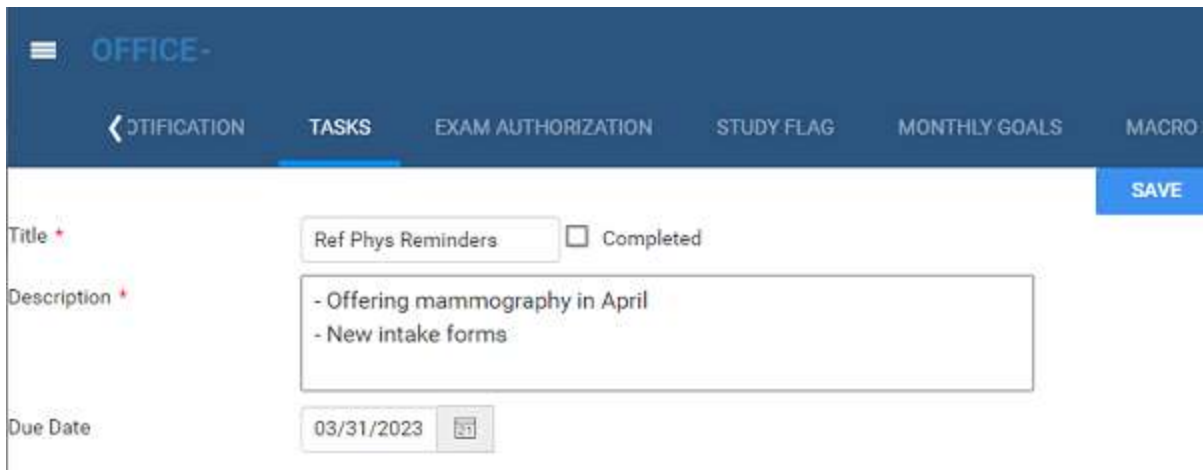 OFFICE-
OTIFICATION TASKS EXAM AUTHORIZATION STUDY FLAG MONTHLY GOALS MACRO
SAVE
Title * Ref Phys Reminders Completed
Description * - Offering mammography in April
- New intake forms
Due Date 03/31/2023 21